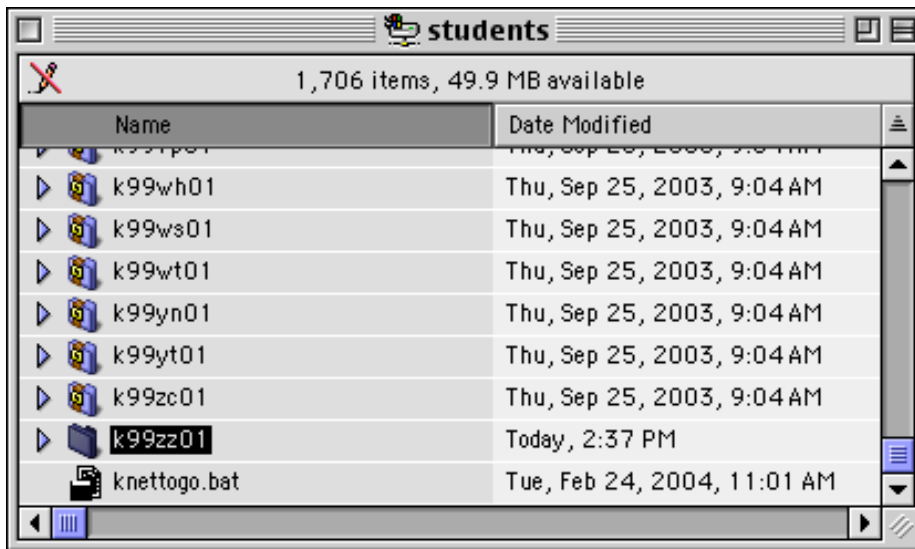 students
1,706 items, 49.9 MB available
Name Date Modified
k99wh01 Thu, Sep 25, 2003, 9:04 AM
k99ws01 Thu, Sep 25, 2003, 9:04 AM
k99wt01 Thu, Sep 25, 2003, 9:04 AM
k99yn01 Thu, Sep 25, 2003, 9:04 AM
k99yt01 Thu, Sep 25, 2003, 9:04 AM
k99zc01 Thu, Sep 25, 2003, 9:04 AM
k99zz01 Today, 2:37 PM
knettogo.bat Tue, Feb 24, 2004, 11:01 AM